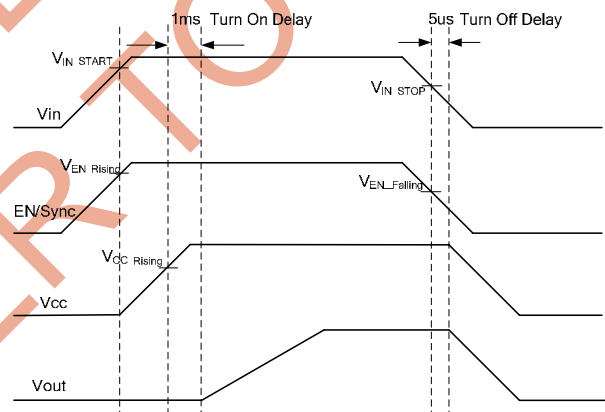 1ms Turn On Delay
5us Turn Off Delay
VIN START
VIN STOP
Vin
VEN Rising
VEN_Falling
EN/Sync
VCC Rising
Vcc
Vout